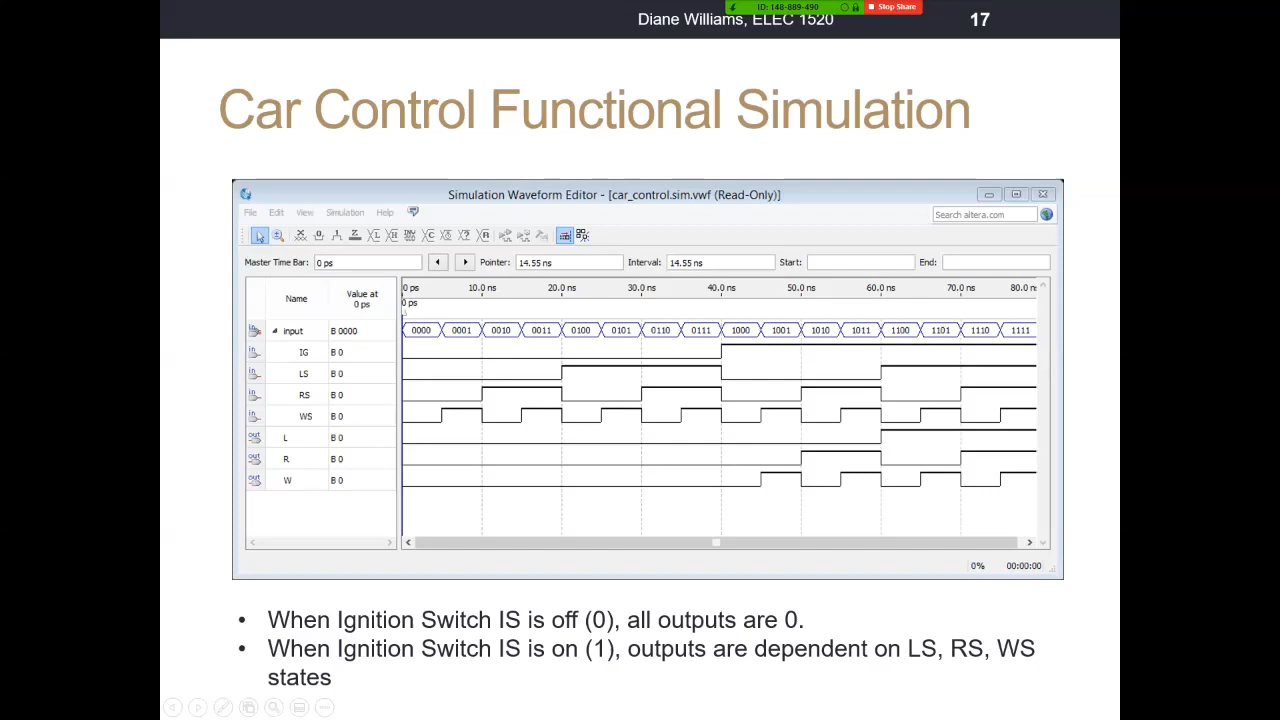 Diane Williams, ELEC 1520
ID: 148-889-490
Stop Share
17
Car Control Functional Simulation
Simulation Waveform Editor - [car_control.sim.vwf (Read-Only)]
File Edit View Simulation Help
Search altera.com
Master Time Bar: 0 ps Pointer: 14.55 ns Interval: 14.55 ns Start: End:
Name Value at 0 ps
0 ps 10.0 ns 20.0 ns 30.0 ns 40.0 ns 50.0 ns 60.0 ns 70.0 ns 80.0 ns
0 ps
input B 0000 0000 0001 0010 0011 0100 0101 0110 0111 1000 1001 1010 1011 1100 1101 1110 1111
IG B 0
LS B 0
RS B 0
WS B 0
L B 0
R B 0
W B 0
0% 00:00:00
• When Ignition Switch IS is off (0), all outputs are 0.
• When Ignition Switch IS is on (1), outputs are dependent on LS, RS, WS
states